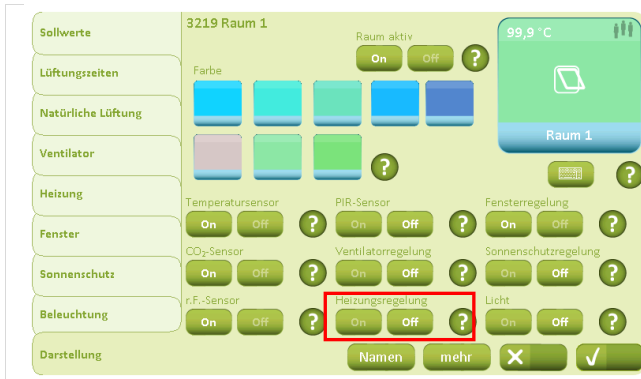 Sollwerte
Lüftungszeiten
Natürliche Lüftung
Ventilator
Heizung
Fenster
Sonnenschutz
Beleuchtung
Darstellung
3219 Raum 1
Raum aktiv
On Off ?
Farbe
?
99,9 °C
Raum 1
?
Temperatursensor PIR-Sensor Fensterregelung
On Off ? On Off ? On Off ?
CO₂-Sensor Ventilatorregelung Sonnenschutzregelung
On Off ? On Off ? On Off ?
r.F.-Sensor Heizungsregelung Licht
On Off ? On Off ? On Off ?
Namen mehr